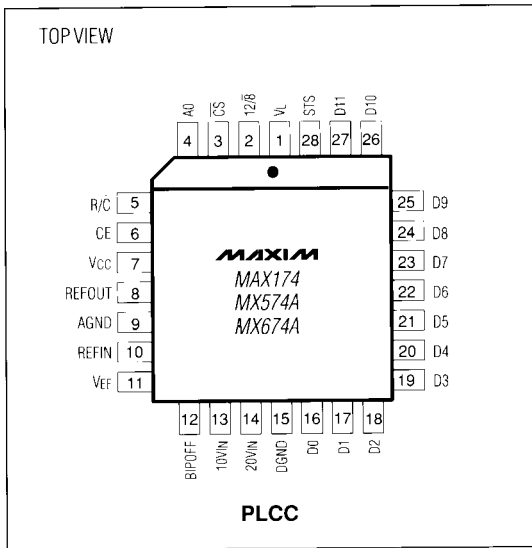 TOP VIEW
A0
C̅S̅
12/8̅
VL
STS
D11
D10
4
3
2
1
28
27
26
R/C̅ 5
CE 6
VCC 7
REFOUT 8
AGND 9
REFIN 10
VEE 11
MAXIM
MAX174
MX574A
MX674A
25 D9
24 D8
23 D7
22 D6
21 D5
20 D4
19 D3
12
13
14
15
16
17
18
BIPOFF
10VIN
20VIN
DGND
D0
D1
D2
PLCC